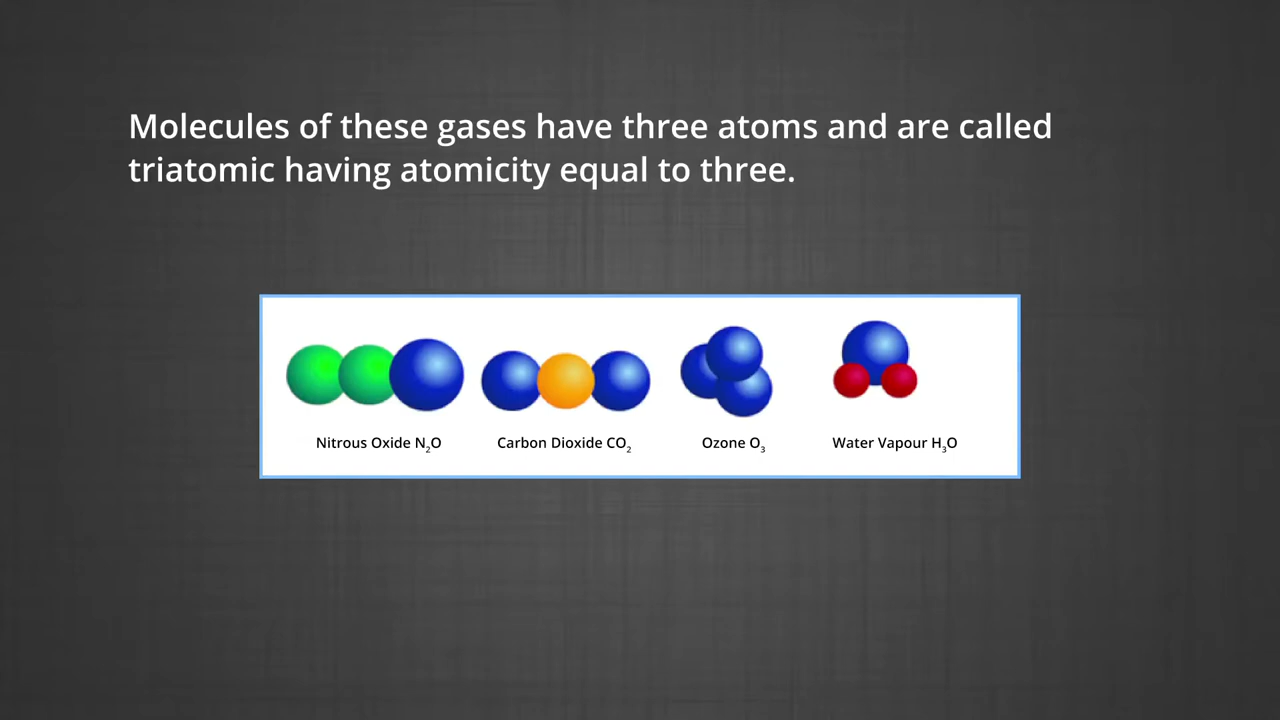 Molecules of these gases have three atoms and are called
triatomic having atomicity equal to three.
Nitrous Oxide N₂O
Carbon Dioxide CO₂
Ozone O₃
Water Vapour H₃O